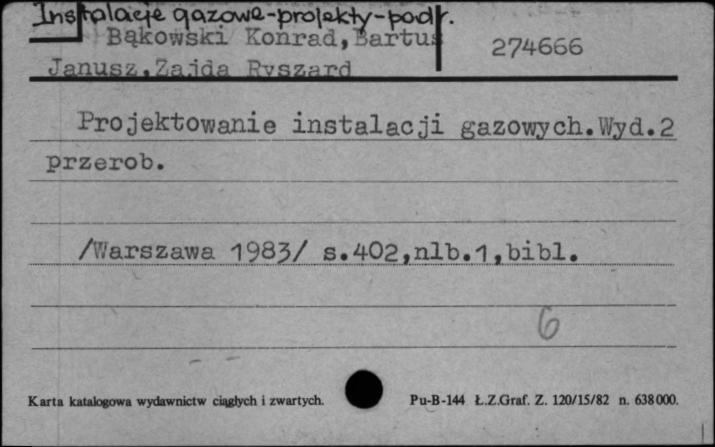 Instalacje gazowe-projekty-podr.
Bąkowski Konrad,Bartuś
274666
Janusz,Zajda Ryszard
Projektowanie instalacji gazowych.Wyd.2
przerob.
/Warszawa 1983/ s.402,nlb.1,bibl.
6
Karta katalogowa wydawnictw ciągłych i zwartych.
Pu-B-144 Ł.Z.Graf. Z. 120/15/82 n. 638000.